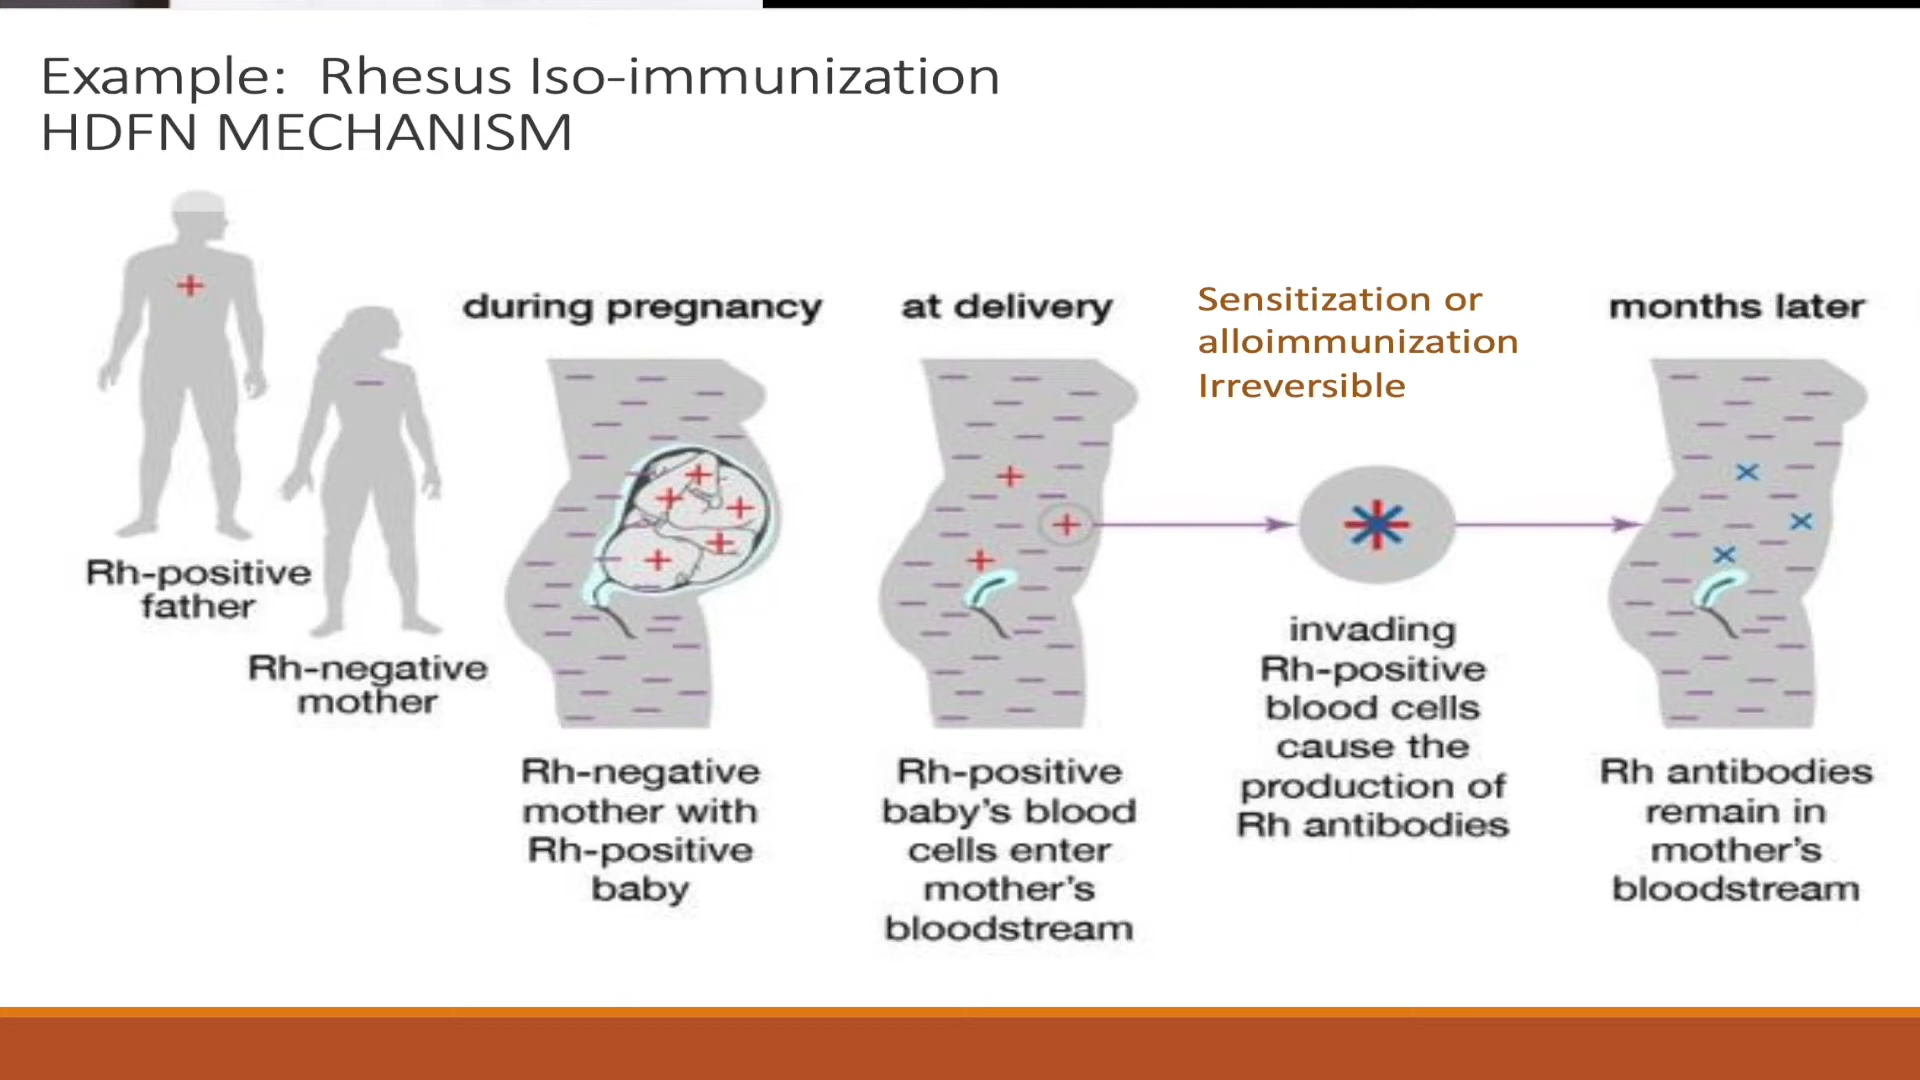 Example: Rhesus Iso-immunization
HDFN MECHANISM
Rh-positive
father
Rh-negative
mother
during pregnancy
Rh-negative
mother with
Rh-positive
baby
at delivery
Rh-positive
baby's blood
cells enter
mother's
bloodstream
Sensitization or
alloimmunization
Irreversible
invading
Rh-positive
blood cells
cause the
production of
Rh antibodies
months later
Rh antibodies
remain in
mother's
bloodstream